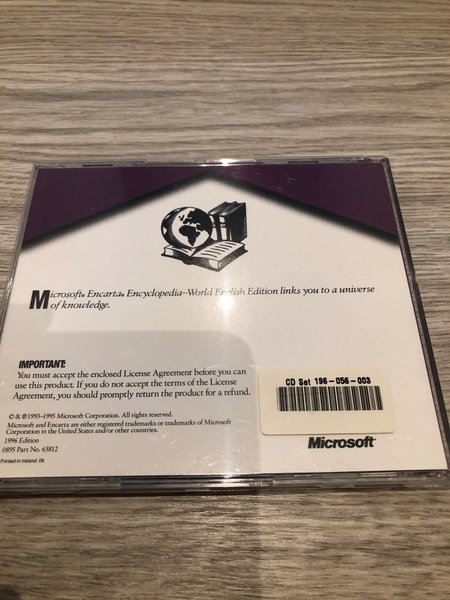 Microsoft® Encarta® Encyclopedia–World English Edition links you to a universe
of knowledge.
IMPORTANT:
You must accept the enclosed License Agreement before you can
use this product. If you do not accept the terms of the License
Agreement, you should promptly return the product for a refund.
© & ℗ 1993–1995 Microsoft Corporation. All rights reserved.
Microsoft and Encarta are either registered trademarks or trademarks of Microsoft
Corporation in the United States and/or other countries.
1996 Edition
0895 Part No. 63812
Printed in Ireland: 06
CD Set 196-056-003
Microsoft